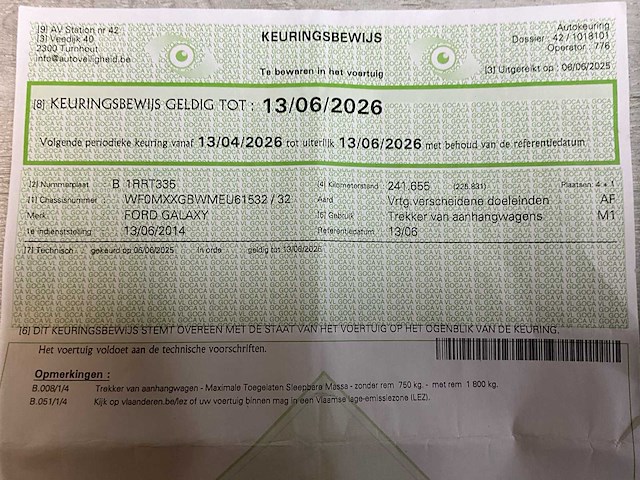 KEURINGSBEWIJS
[9] AV Station nr 42
[3] Veedijk 40
2300 Turnhout
info@autoveiligheid.be
Autokeuring
Dossier : 42 / 1018101
Operator : 776
Te bewaren in het voertuig
[3] Uitgereikt op : 06/06/2025
[8] KEURINGSBEWIJS GELDIG TOT : 13/06/2026
Volgende periodieke keuring vanaf 13/04/2026 tot uiterlijk 13/06/2026 met behoud van de referentiedatum
[2] Nummerplaat : B 1RRT335 [4] Kilometerstand 241.655 (225.831) Plaatsen: 4 + 1
[1] Chassisnummer : WF0MXXGBWMEU61532 / 32 Aard Vrtg.verscheidene doeleinden AF
Merk FORD GALAXY [5] Gebruik Trekker van aanhangwagens M1
1e indienststelling : 13/06/2014 Referentiedatum 13/06
[7] Technisch : gekeurd op 06/06/2025 In orde geldig tot 13/06/2026
[6] DIT KEURINGSBEWIJS STEMT OVEREEN MET DE STAAT VAN HET VOERTUIG OP HET OGENBLIK VAN DE KEURING.
Het voertuig voldoet aan de technische voorschriften.
Opmerkingen :
B.008/1/4 Trekker van aanhangwagen - Maximale Toegelaten Sleepbare Massa - zonder rem 750 kg. - met rem 1 800 kg.
B.051/1/4 Kijk op vlaanderen.be/lez of uw voertuig binnen mag in een Vlaamse lage-emissiezone (LEZ).